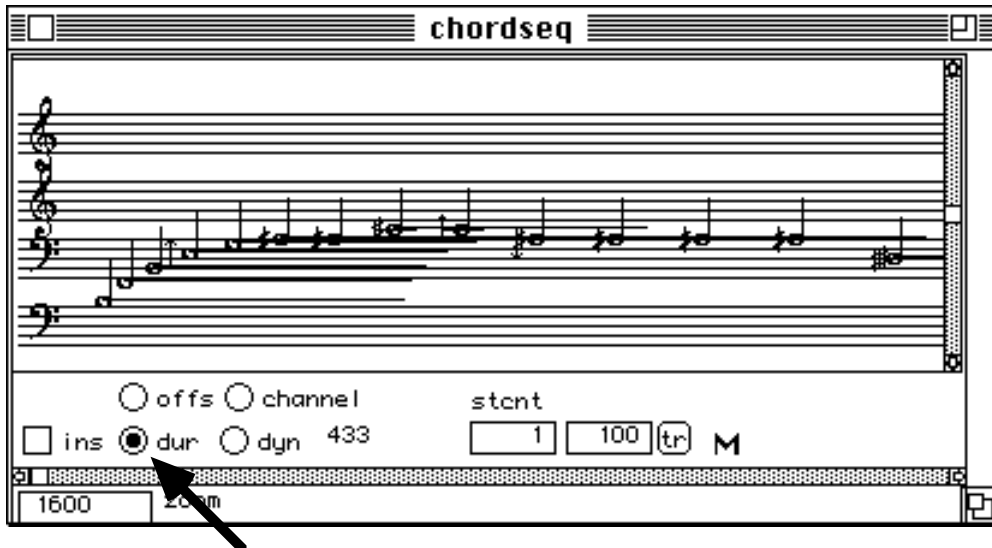 chordseq
offs channel stcnt
ins dur dyn 433 1 100 tr M
1600 zoom